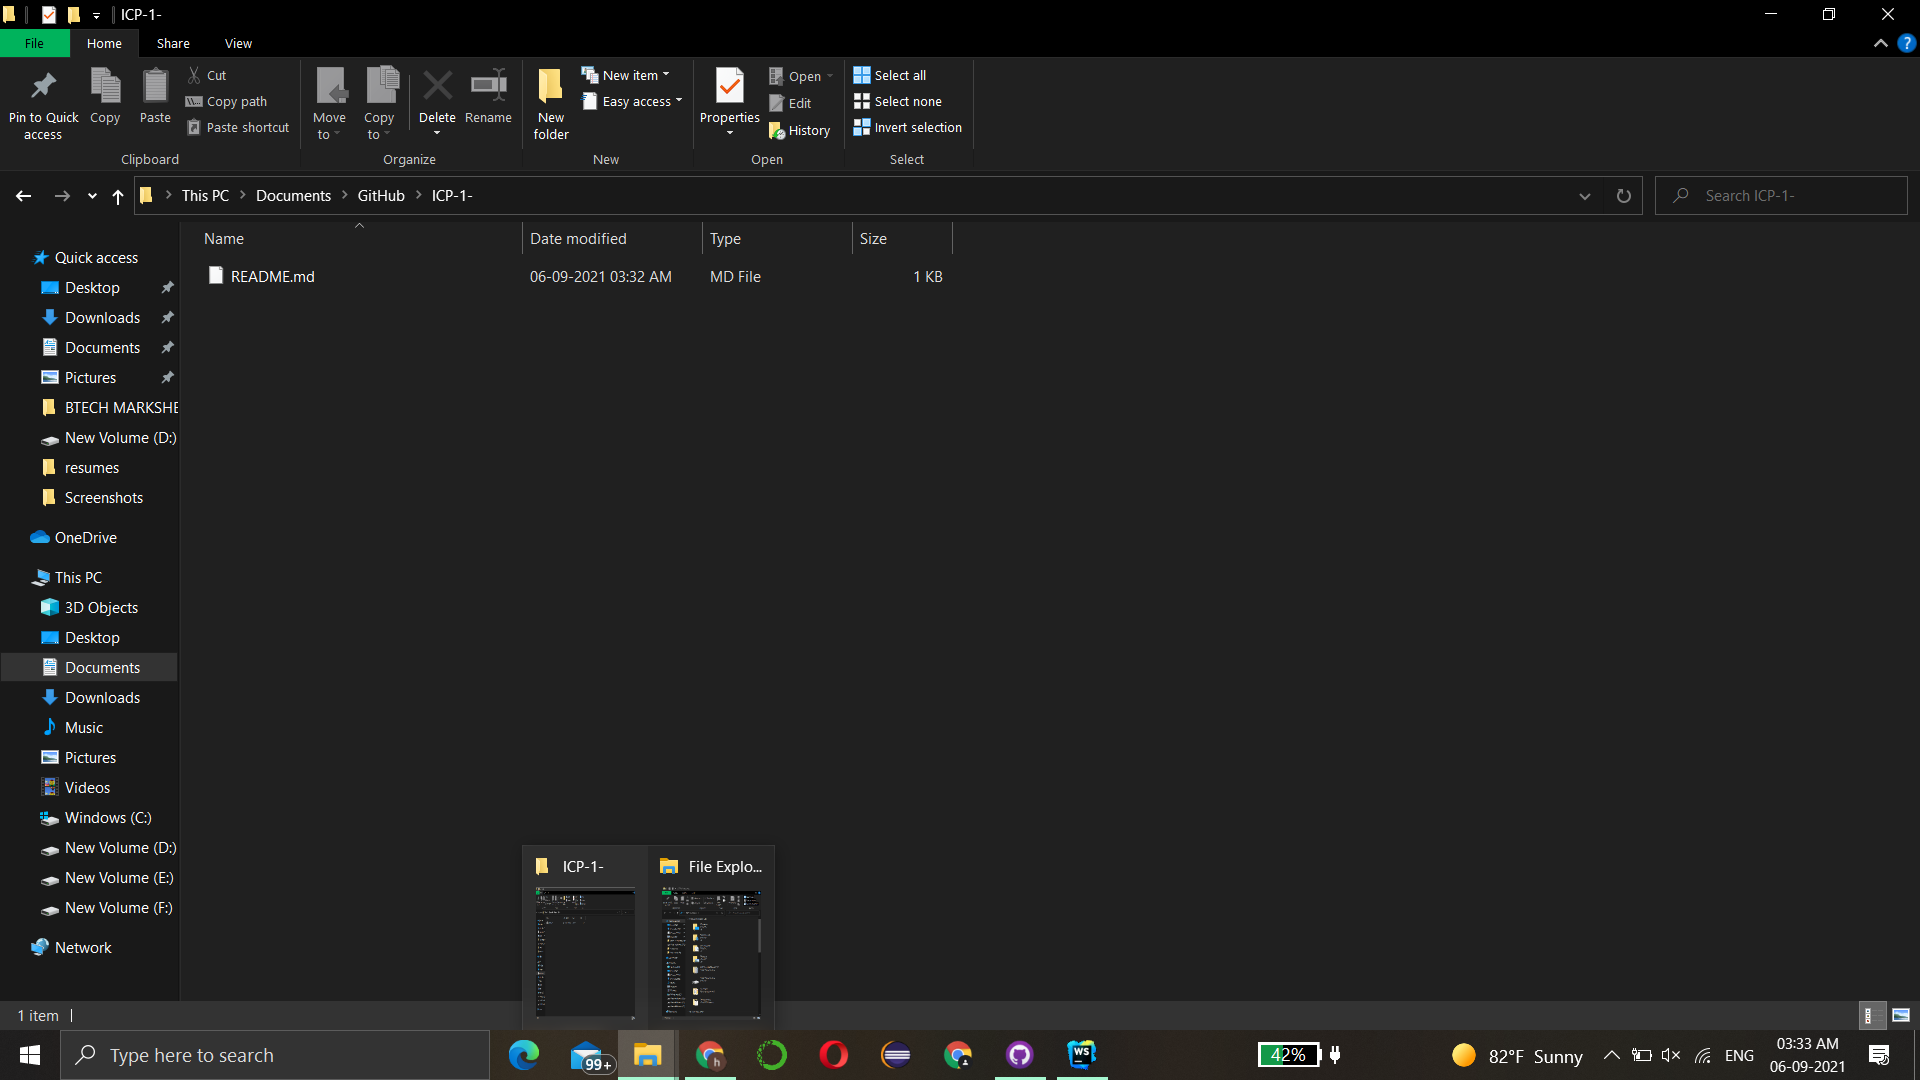 ICP-1-
File
Home
Share
View
Pin to Quick access
Copy
Paste
Cut
Copy path
Paste shortcut
Clipboard
Move to
Copy to
Delete
Rename
Organize
New folder
New item
Easy access
New
Properties
Open
Edit
History
Open
Select all
Select none
Invert selection
Select
This PC
Documents
GitHub
ICP-1-
Search ICP-1-
Name
Date modified
Type
Size
README.md
06-09-2021 03:32 AM
MD File
1 KB
Quick access
Desktop
Downloads
Documents
Pictures
BTECH MARKSHE
New Volume (D:)
resumes
Screenshots
OneDrive
This PC
3D Objects
Desktop
Documents
Downloads
Music
Pictures
Videos
Windows (C:)
New Volume (D:)
New Volume (E:)
New Volume (F:)
Network
ICP-1-
File Explo...
1 item
Type here to search
99+
h
WS
42%
82°F Sunny
ENG
03:33 AM
06-09-2021